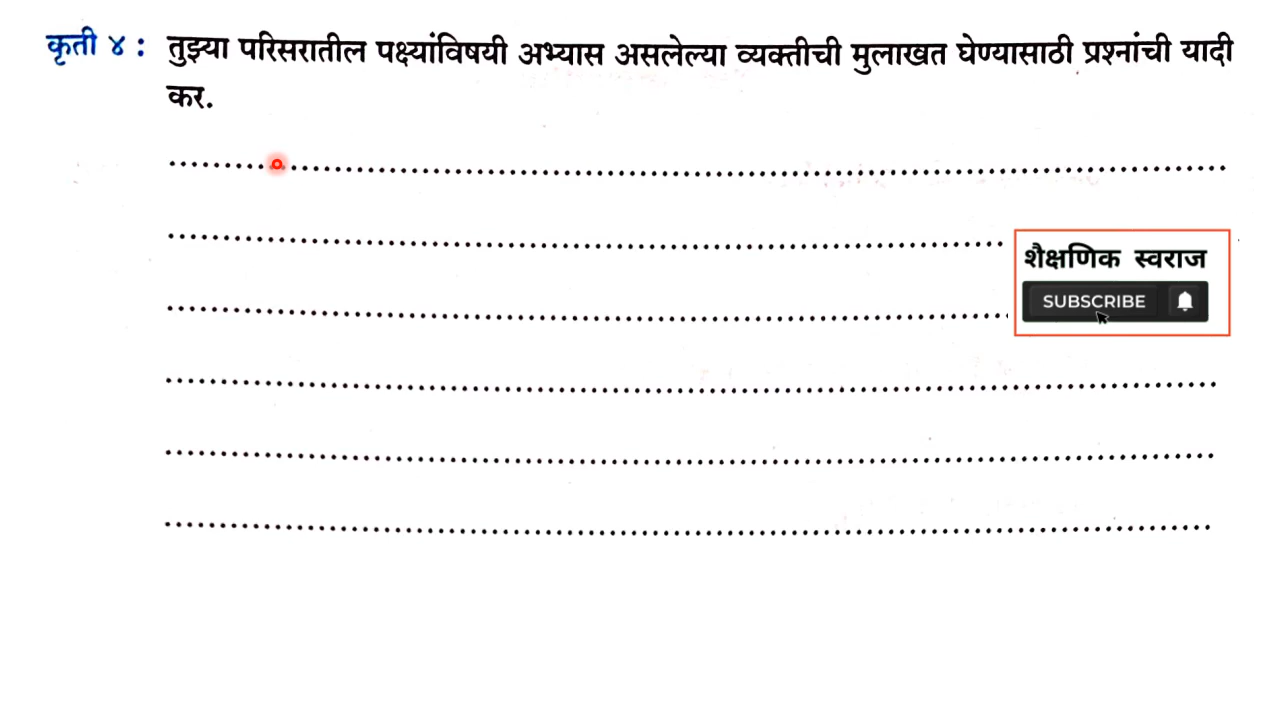 कृती ४ : तुझ्या परिसरातील पक्ष्यांविषयी अभ्यास असलेल्या व्यक्तीची मुलाखत घेण्यासाठी प्रश्नांची यादी
कर.
शैक्षणिक स्वराज
SUBSCRIBE